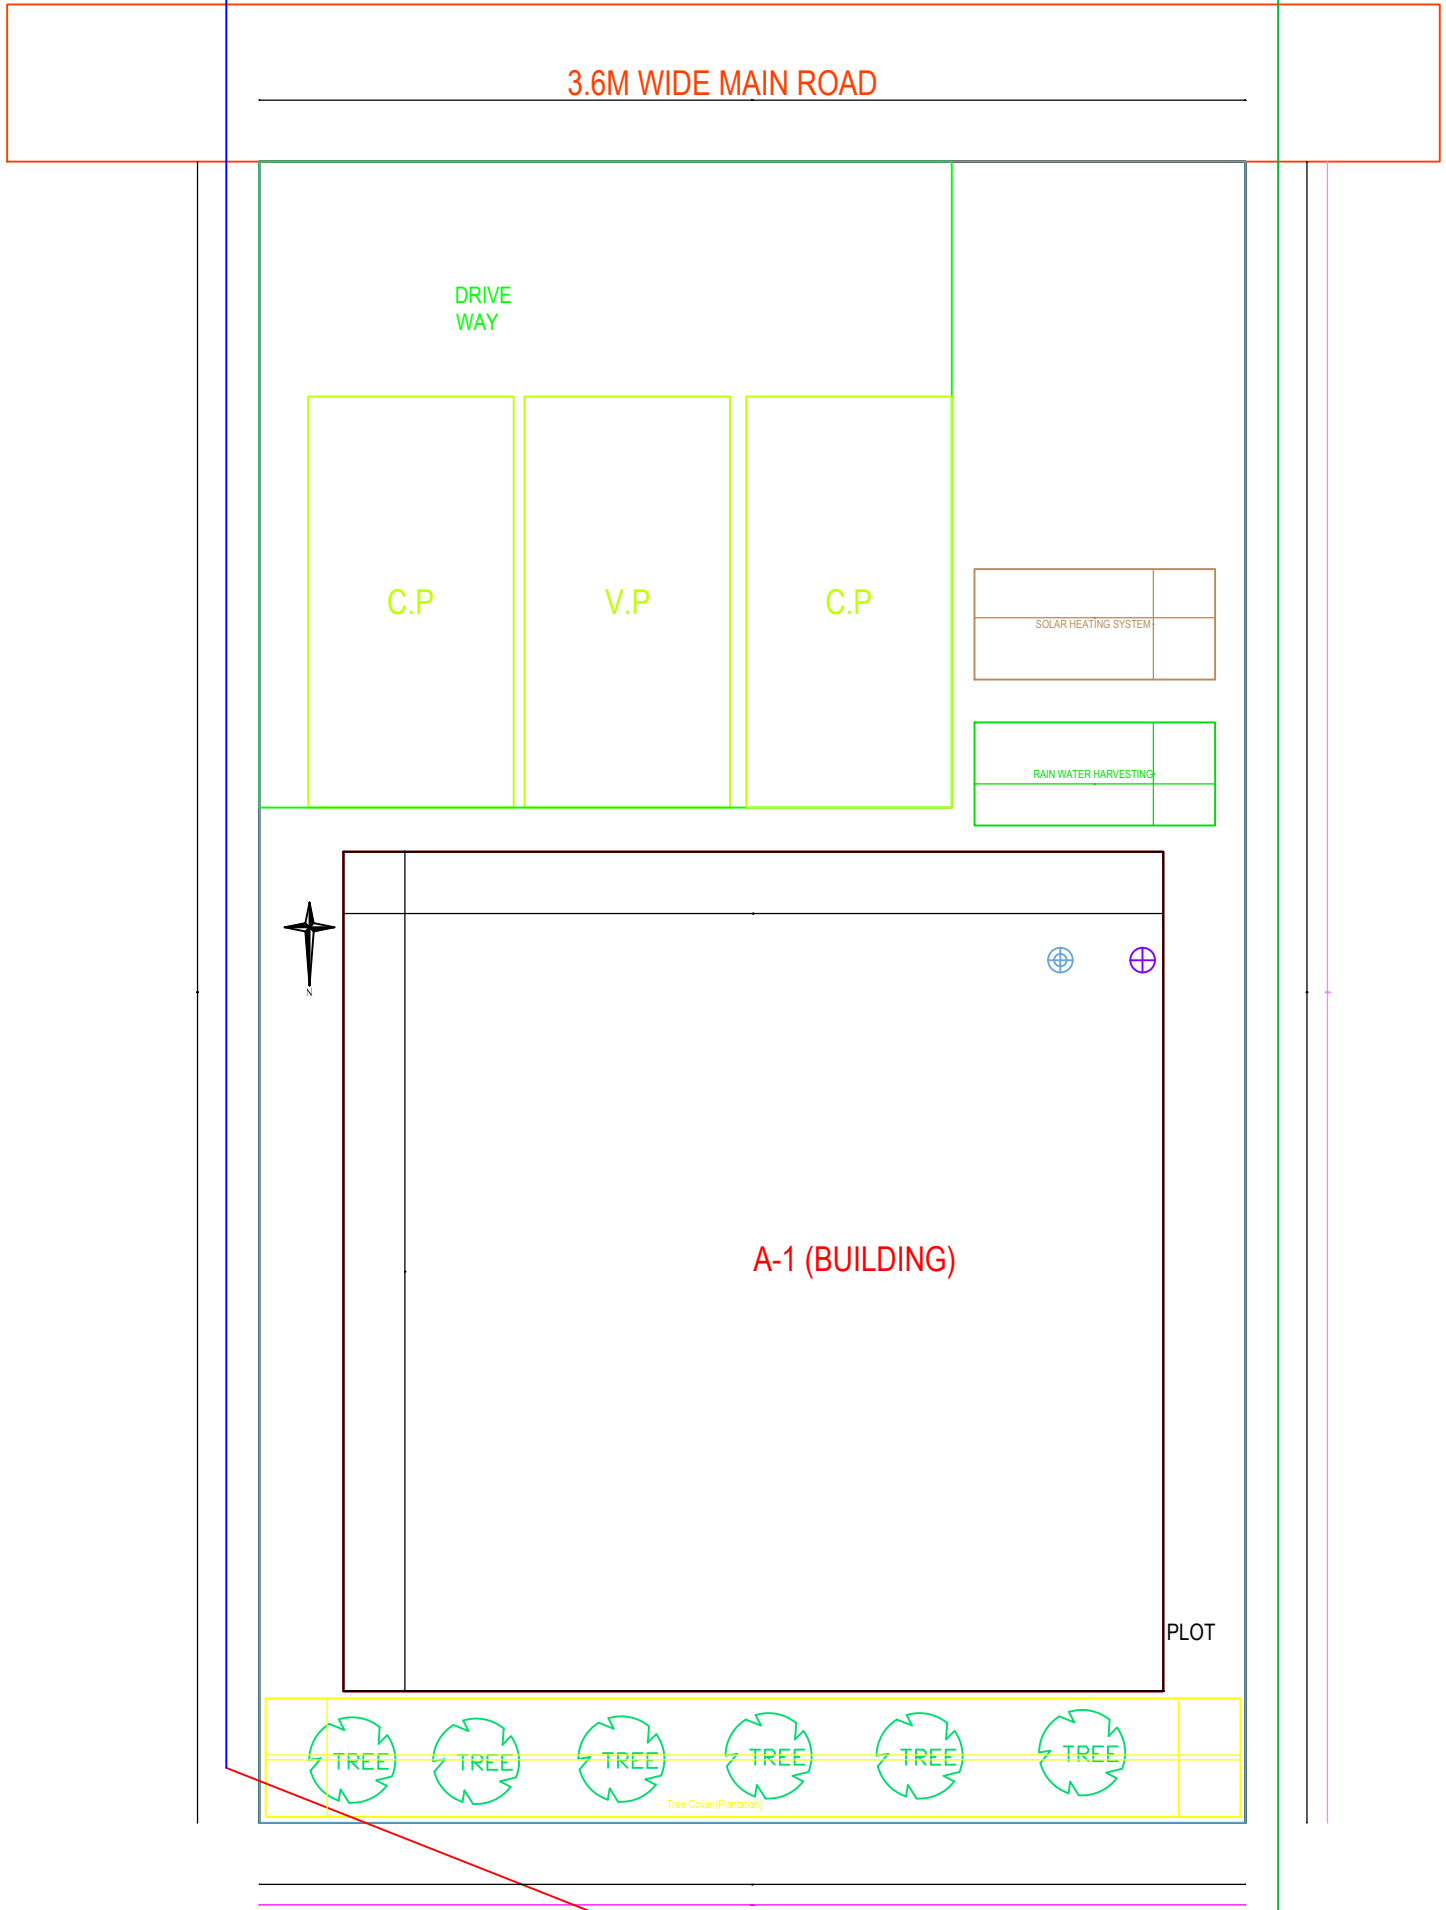 3.6M WIDE MAIN ROAD
DRIVE
WAY
C.P
V.P
C.P
SOLAR HEATING SYSTEM
RAIN WATER HARVESTING
N
A-1 (BUILDING)
PLOT
TREE
TREE
TREE
TREE
TREE
TREE
Tree Cover (Plantation)